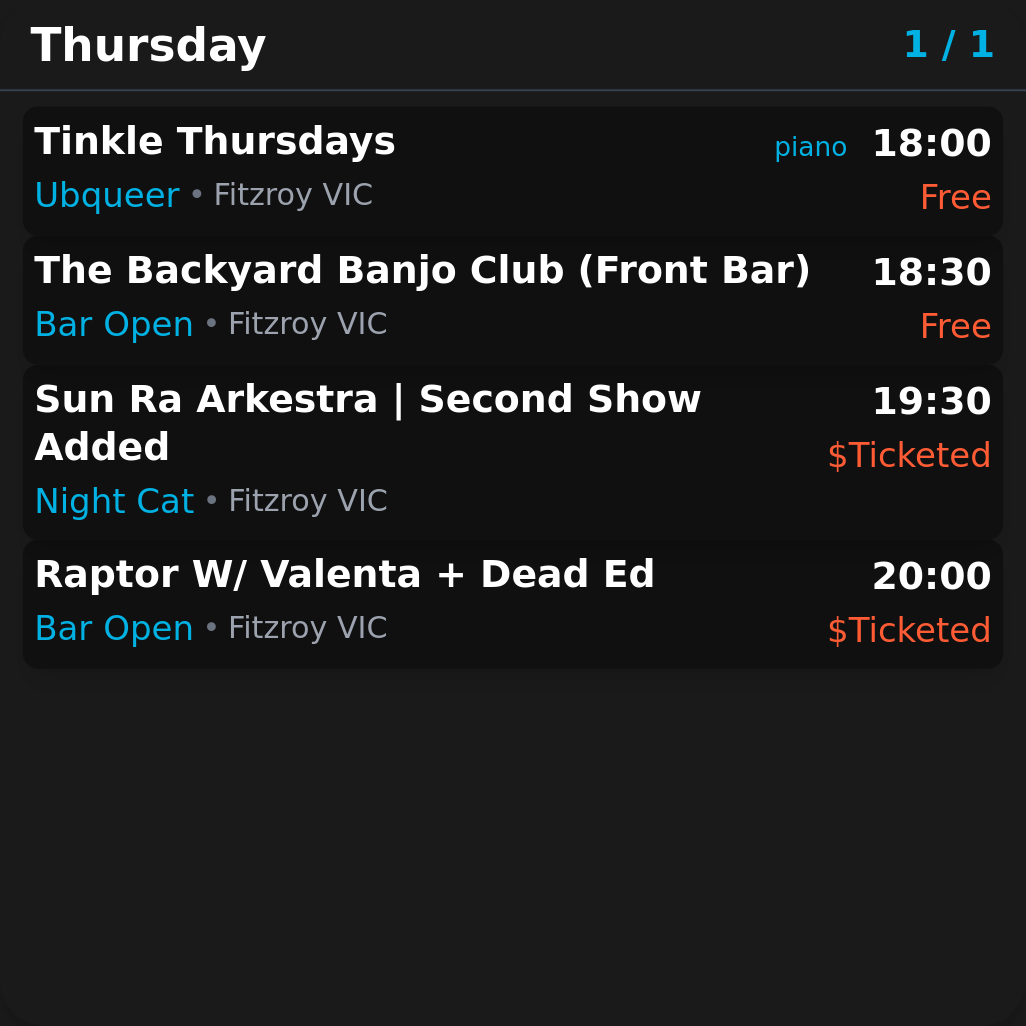 Thursday 1 / 1
Tinkle Thursdays piano 18:00
Ubqueer • Fitzroy VIC Free
The Backyard Banjo Club (Front Bar) 18:30
Bar Open • Fitzroy VIC Free
Sun Ra Arkestra | Second Show 19:30
Added $Ticketed
Night Cat • Fitzroy VIC
Raptor W/ Valenta + Dead Ed 20:00
Bar Open • Fitzroy VIC $Ticketed